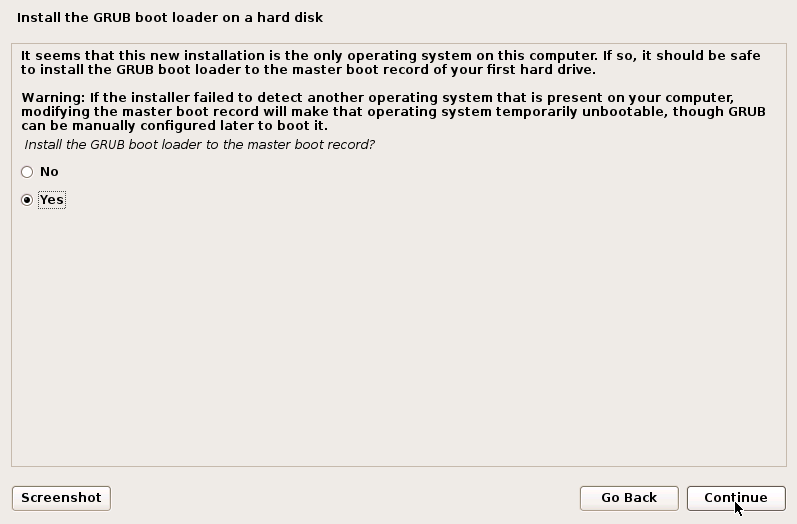 Install the GRUB boot loader on a hard disk
It seems that this new installation is the only operating system on this computer. If so, it should be safe
to install the GRUB boot loader to the master boot record of your first hard drive.
Warning: If the installer failed to detect another operating system that is present on your computer,
modifying the master boot record will make that operating system temporarily unbootable, though GRUB
can be manually configured later to boot it.
Install the GRUB boot loader to the master boot record?
No
Yes
Screenshot
Go Back
Continue